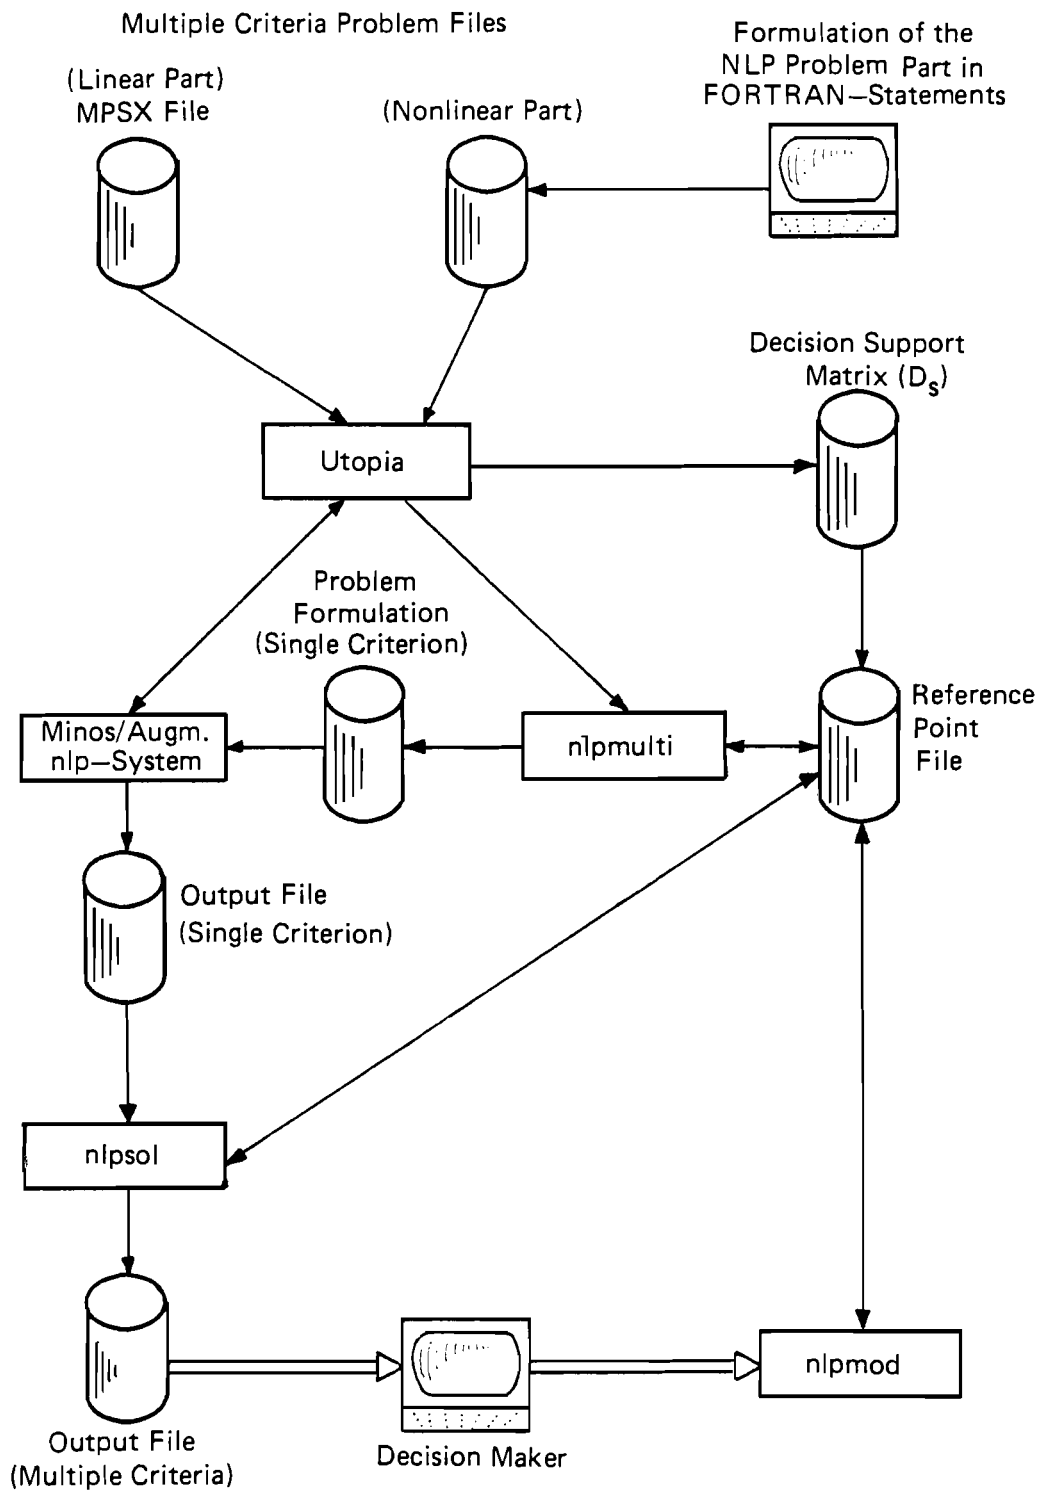 Multiple Criteria Problem Files
Formulation of the
NLP Problem Part in
FORTRAN—Statements
(Linear Part)
MPSX File
(Nonlinear Part)
Decision Support
Matrix (Ds)
Utopia
Problem
Formulation
(Single Criterion)
Reference
Point
File
Minos/Augm.
nlp—System
nlpmulti
Output File
(Single Criterion)
nlpsol
nlpmod
Output File
(Multiple Criteria)
Decision Maker